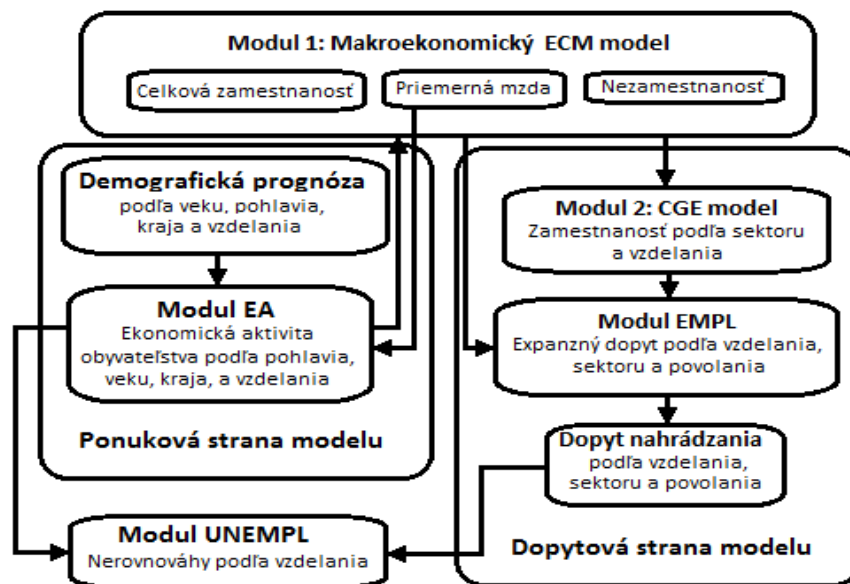 Modul 1: Makroekonomický ECM model
Celková zamestnanosť
Priemerná mzda
Nezamestnanosť
Demografická prognóza
podľa veku, pohlavia,
kraja a vzdelania
Modul EA
Ekonomická aktivita
obyvateľstva podľa pohlavia,
veku, kraja, a vzdelania
Ponuková strana modelu
Modul UNEMPL
Nerovnováhy podľa vzdelania
Modul 2: CGE model
Zamestnanosť podľa sektoru
a vzdelania
Modul EMPL
Expanzný dopyt podľa vzdelania,
sektoru a povolania
Dopyt nahrádzania
podľa vzdelania,
sektoru a povolania
Dopytová strana modelu